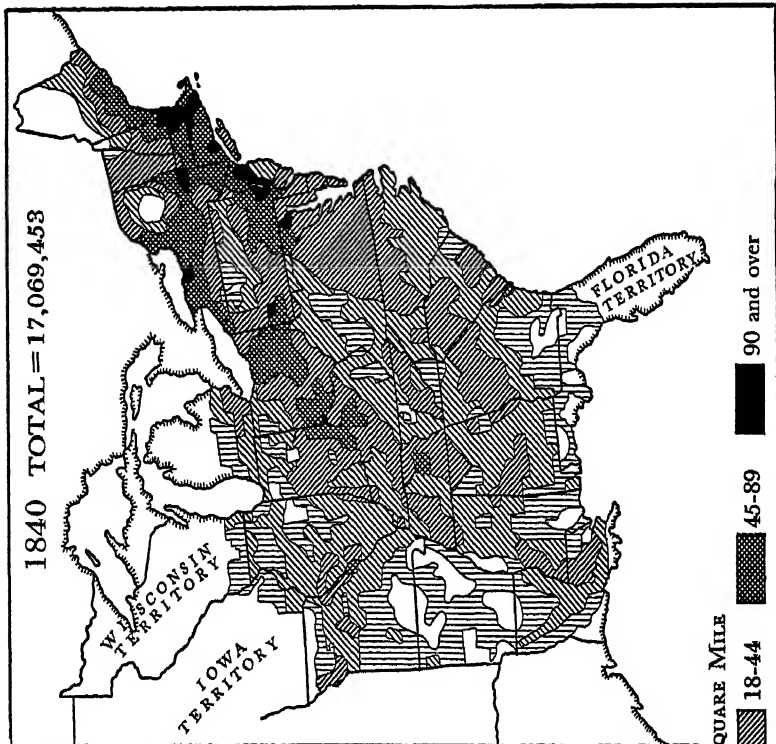 1840 TOTAL = 17,069,453
WISCONSIN
TERRITORY
IOWA
TERRITORY
FLORIDA
TERRITORY
QUARE MILE
18-44
45-89
90 and over